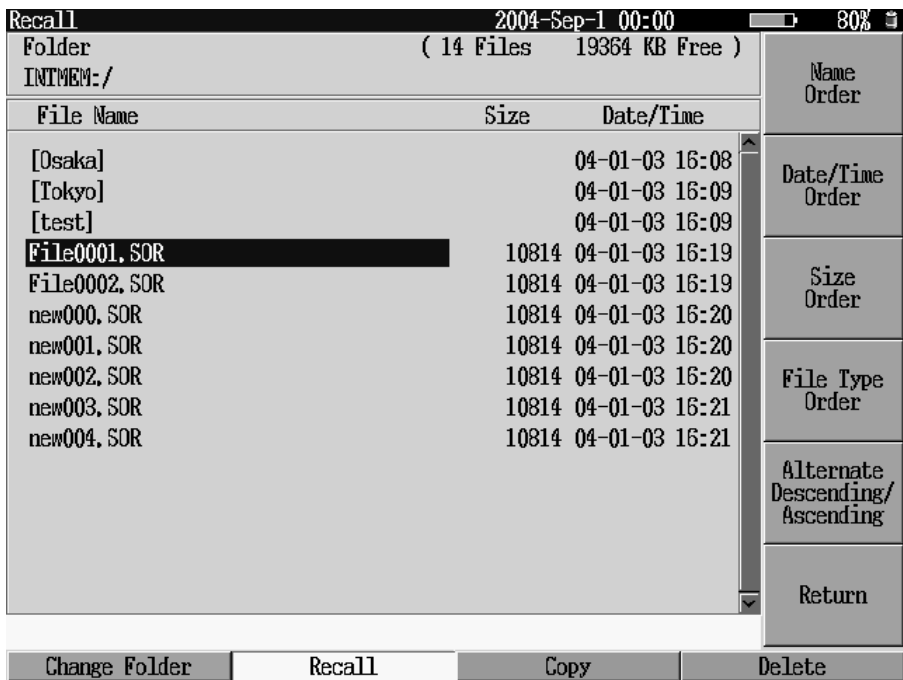 Recall 2004-Sep-1 00:00 80%
Folder ( 14 Files 19364 KB Free )
INTMEM:/
File Name Size Date/Time
[Osaka] 04-01-03 16:08
[Tokyo] 04-01-03 16:09
[test] 04-01-03 16:09
File0001.SOR 10814 04-01-03 16:19
File0002.SOR 10814 04-01-03 16:19
new000.SOR 10814 04-01-03 16:20
new001.SOR 10814 04-01-03 16:20
new002.SOR 10814 04-01-03 16:20
new003.SOR 10814 04-01-03 16:21
new004.SOR 10814 04-01-03 16:21
Name
Order
Date/Time
Order
Size
Order
File Type
Order
Alternate
Descending/
Ascending
Return
Change Folder Recall Copy Delete